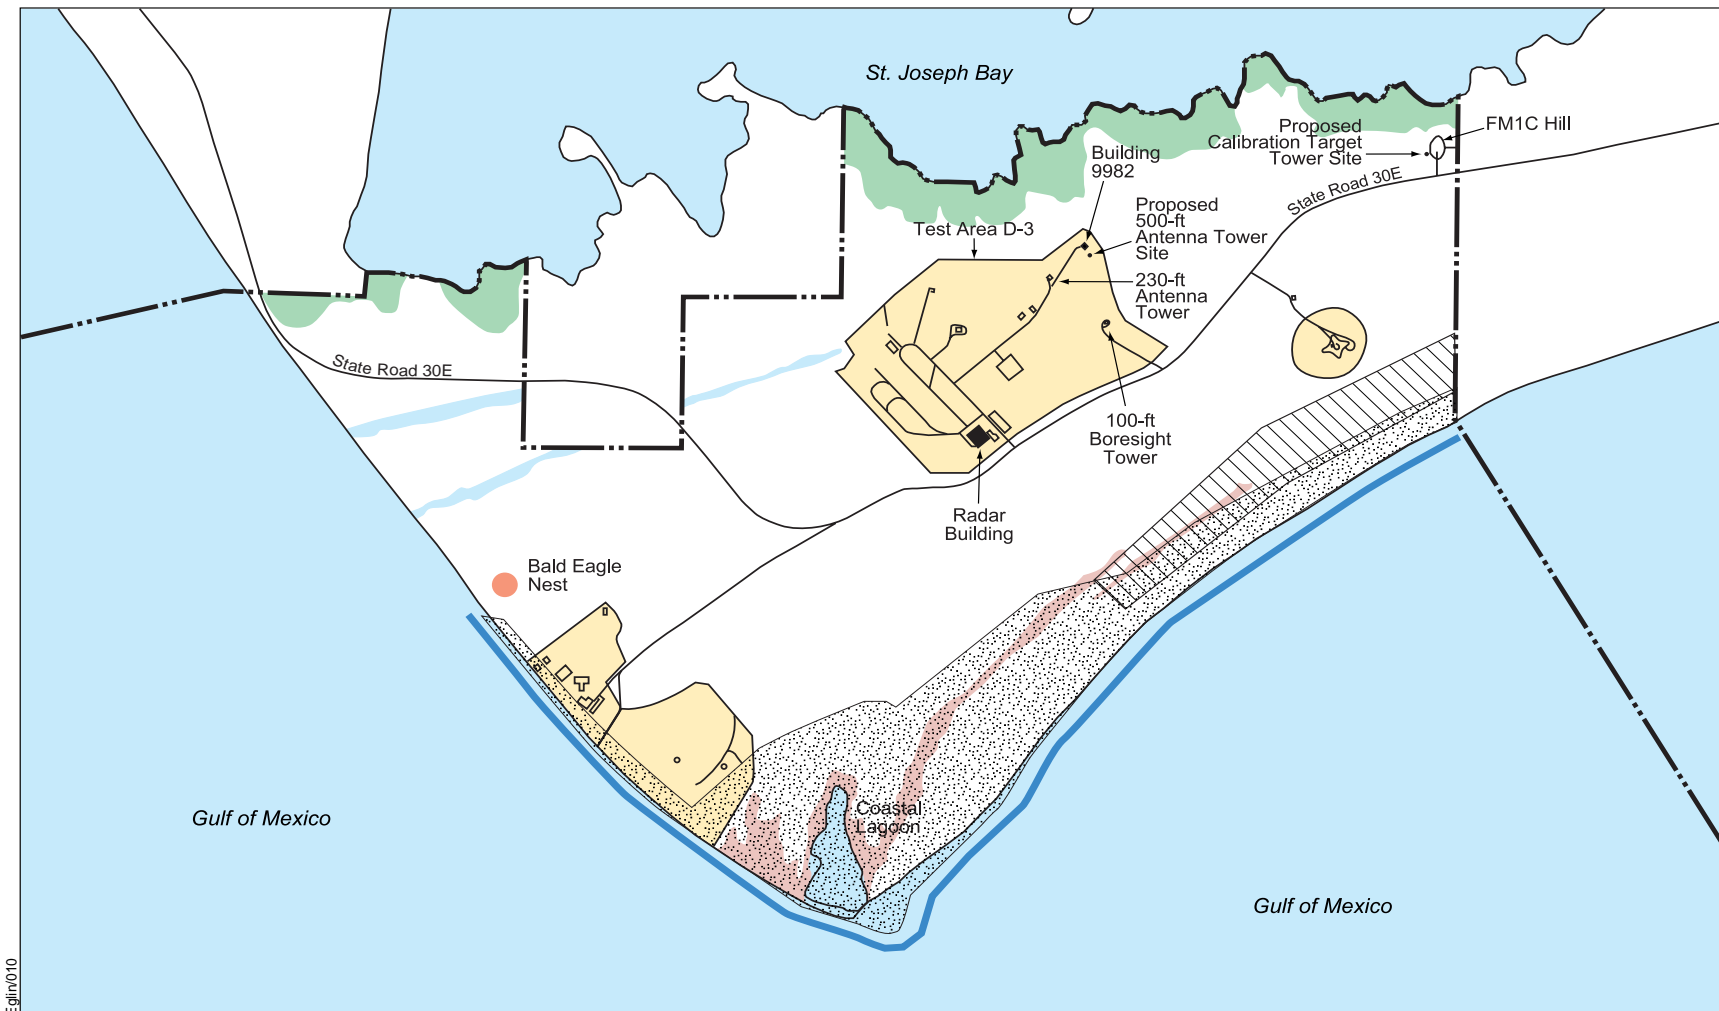 St. Joseph Bay
FM1C Hill
Proposed
Calibration Target
Tower Site
Building
9982
State Road 30E
Proposed
500-ft
Antenna Tower
Site
Test Area D-3
230-ft
Antenna
Tower
State Road 30E
100-ft
Boresight
Tower
Radar
Building
Bald Eagle
Nest
Coastal
Lagoon
Gulf of Mexico
Gulf of Mexico
Eglin/010